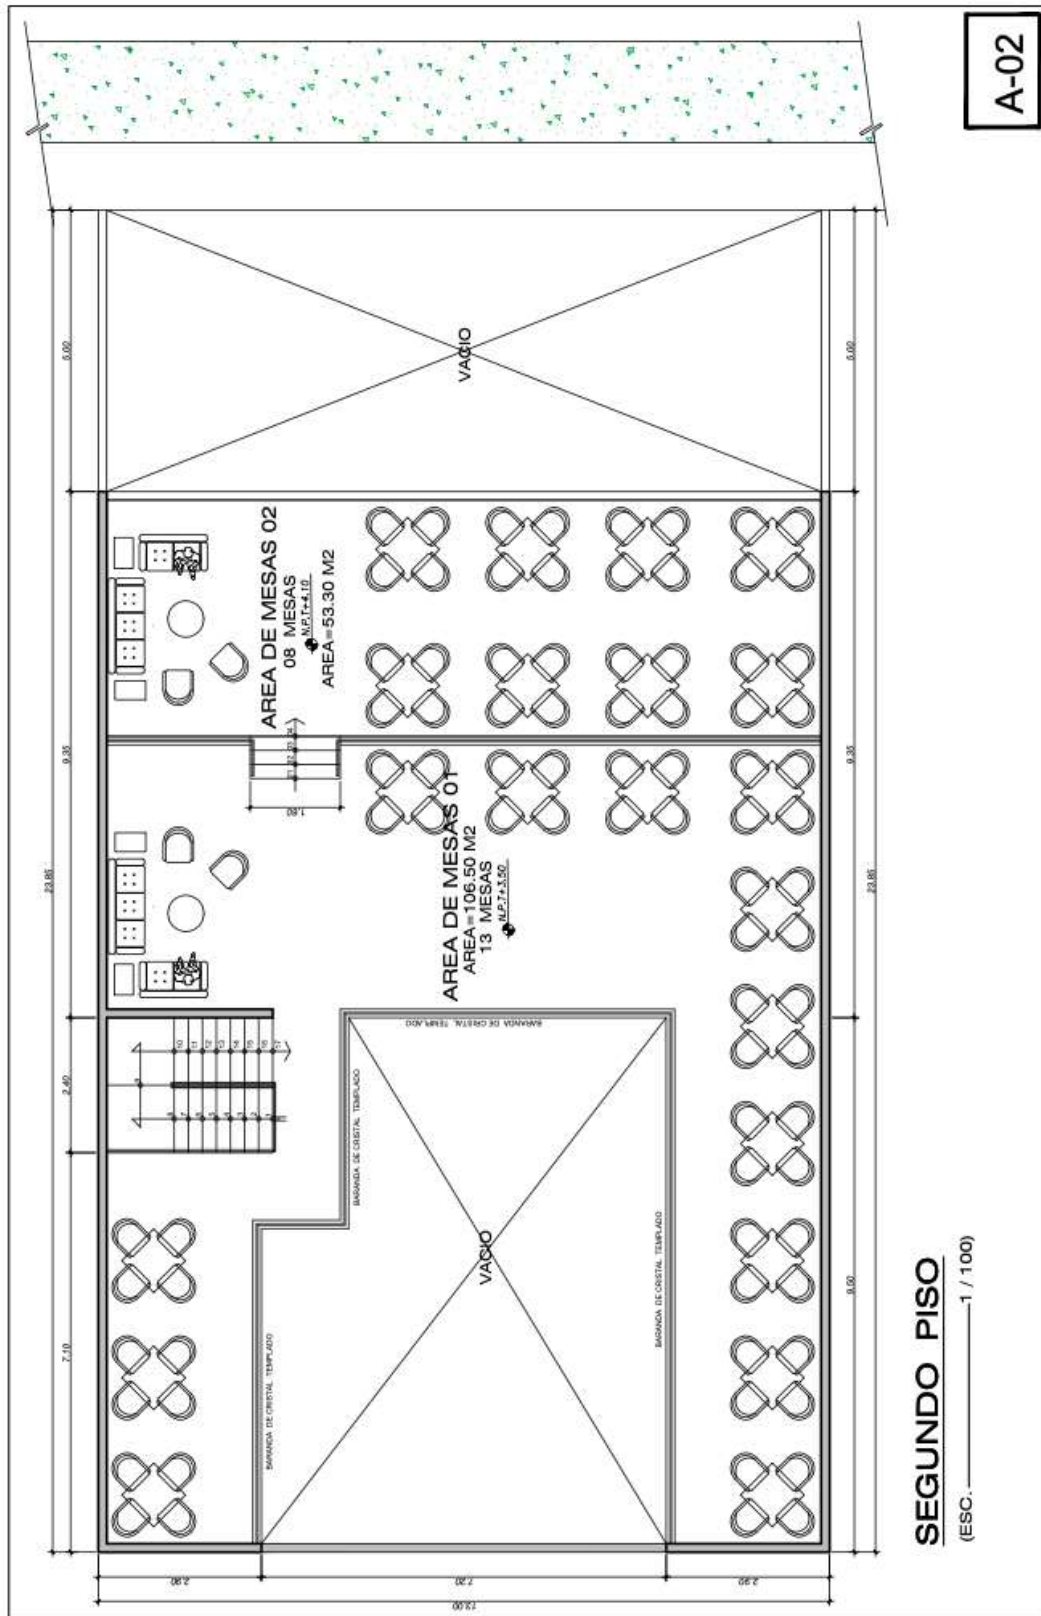 A-02
5.00
VACIO
5.00
AREA DE MESAS 02
08 MESAS
N.P.T+4.10
AREA=53.30 M2
9.35
9.35
23.85
23.85
1.60
AREA DE MESAS 01
AREA=106.50 M2
13 MESAS
N.P.T+3.50
2.40
BARANDA DE CRISTAL TEMPLADO
BARANDA DE CRISTAL TEMPLADO
BARANDA DE CRISTAL TEMPLADO
BARANDA DE CRISTAL TEMPLADO
VACIO
7.10
9.50
2.90
7.20
2.90
13.00
SEGUNDO PISO
(ESC. 1 / 100)